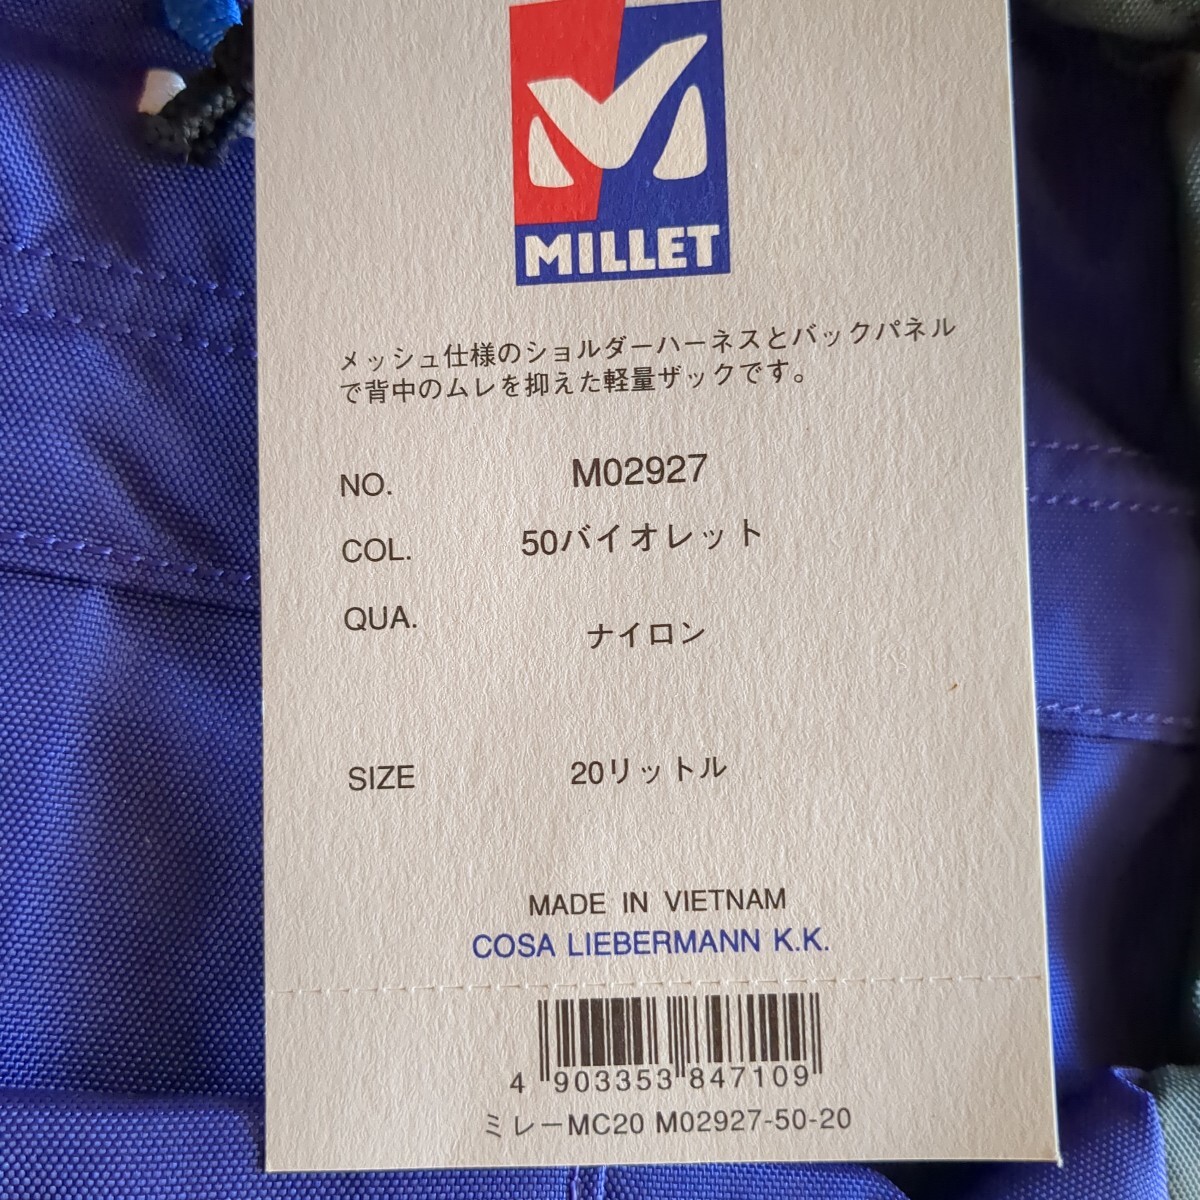 MILLET
メッシュ仕様のショルダーハーネスとバックパネル
で背中のムレを抑えた軽量ザックです。
NO. M02927
COL. 50バイオレット
QUA. ナイロン
SIZE 20リットル
MADE IN VIETNAM
COSA LIEBERMANN K.K.
4 903353 847109
ミレーMC20 M02927-50-20